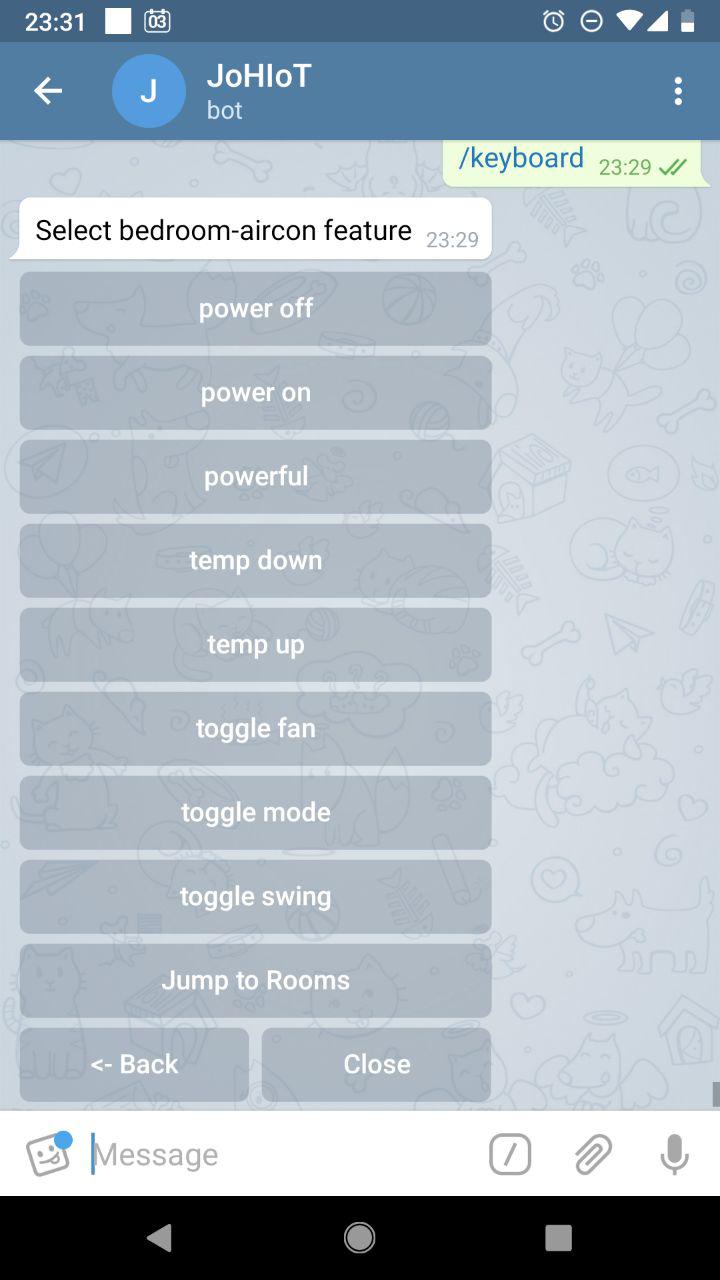 23:31 03
J JoHIoT
bot
/keyboard 23:29
Select bedroom-aircon feature 23:29
power off
power on
powerful
temp down
temp up
toggle fan
toggle mode
toggle swing
Jump to Rooms
<- Back Close
Message /